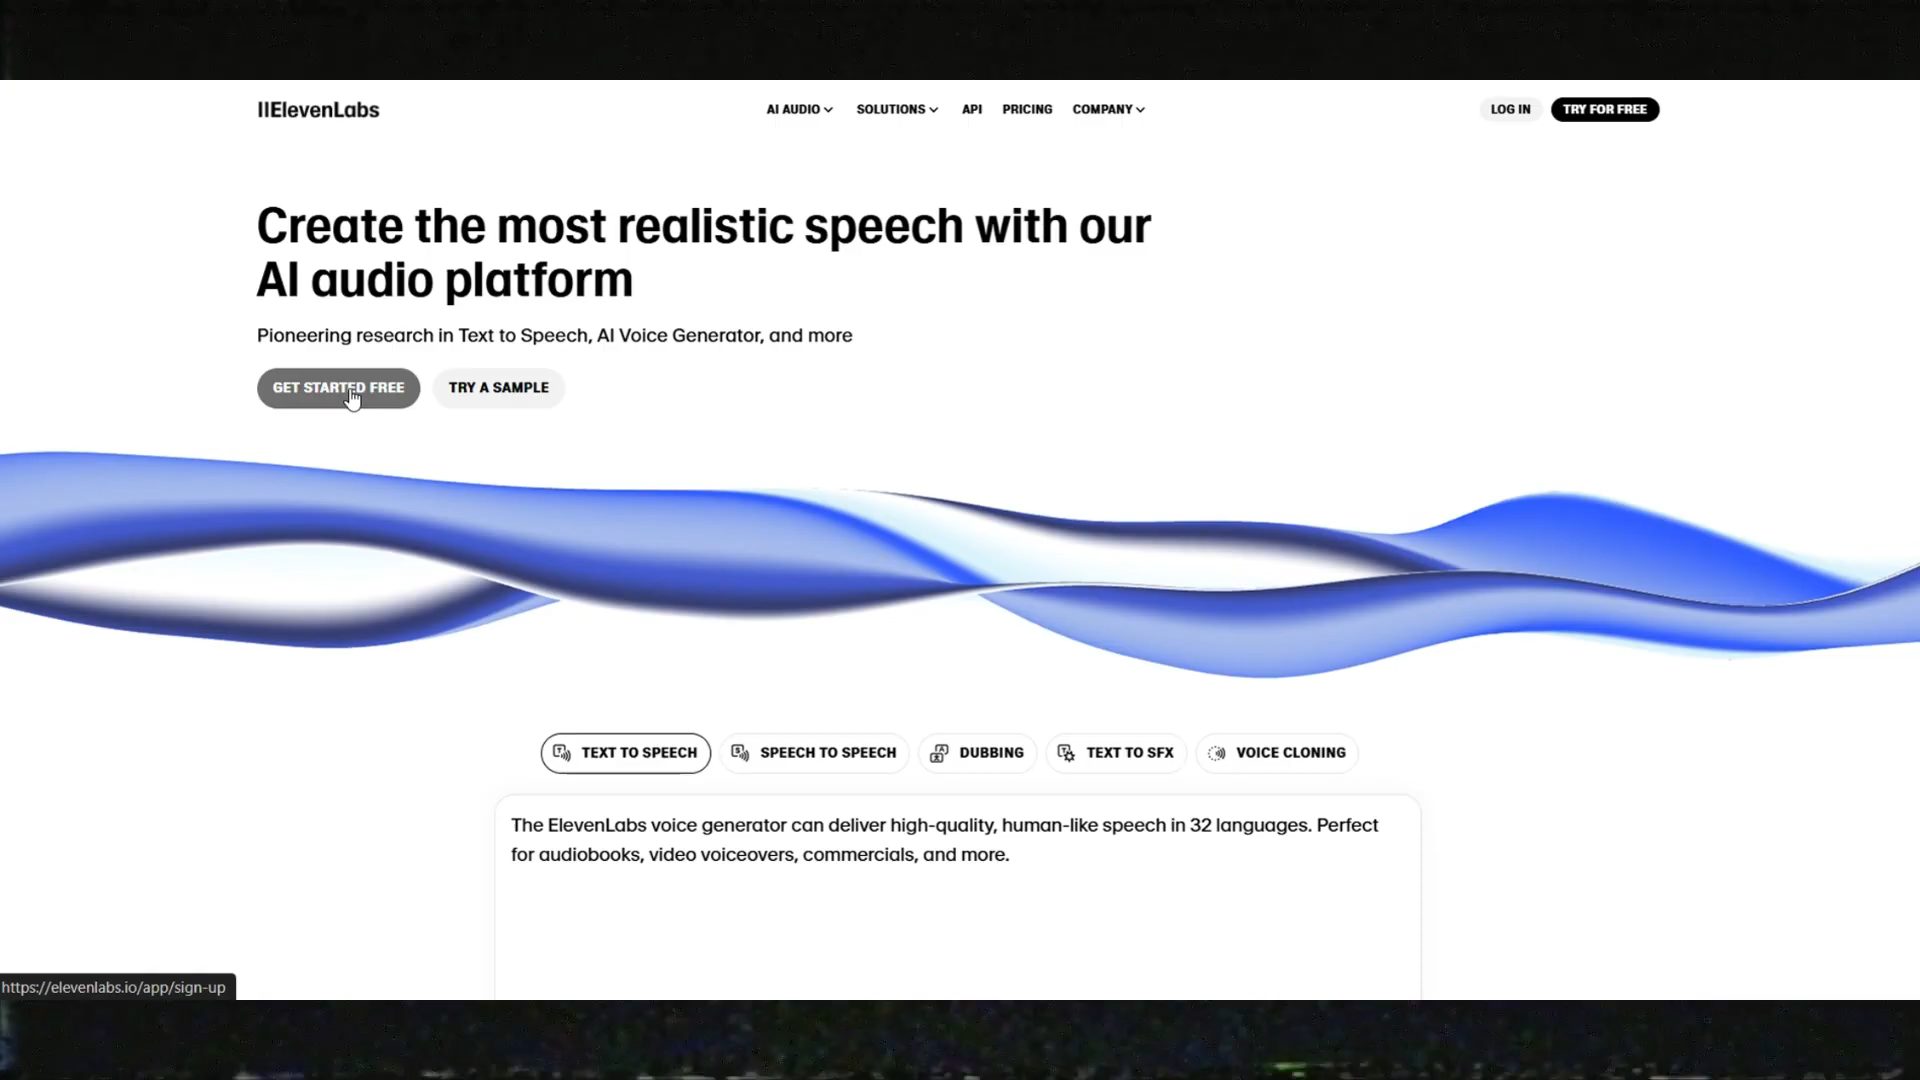 IIElevenLabs
AI AUDIO
SOLUTIONS
API
PRICING
COMPANY
LOG IN
TRY FOR FREE
Create the most realistic speech with our
AI audio platform
Pioneering research in Text to Speech, AI Voice Generator, and more
GET STARTED FREE
TRY A SAMPLE
TEXT TO SPEECH
SPEECH TO SPEECH
DUBBING
TEXT TO SFX
VOICE CLONING
The ElevenLabs voice generator can deliver high-quality, human-like speech in 32 languages. Perfect
for audiobooks, video voiceovers, commercials, and more.
https://elevenlabs.io/app/sign-up